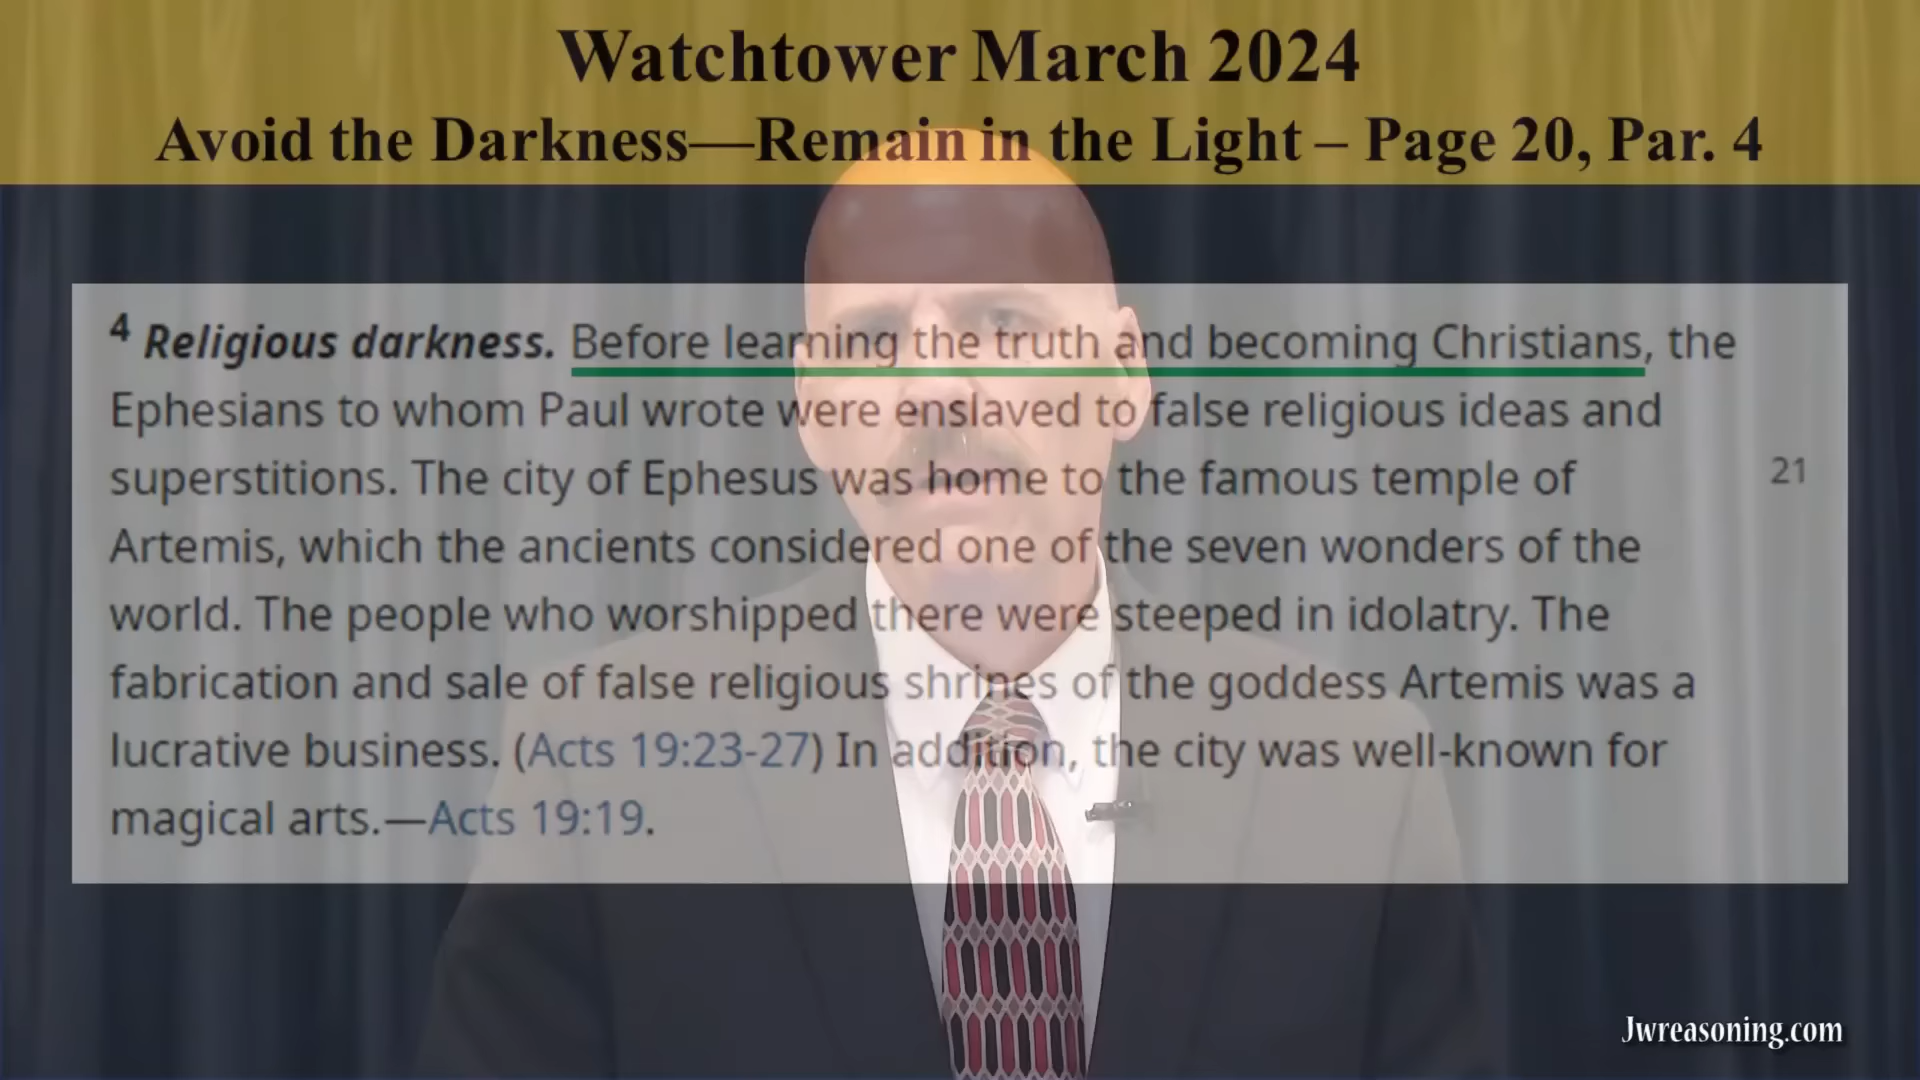 Watchtower March 2024
Avoid the Darkness—Remain in the Light – Page 20, Par. 4
4 Religious darkness. Before learning the truth and becoming Christians, the
Ephesians to whom Paul wrote were enslaved to false religious ideas and
superstitions. The city of Ephesus was home to the famous temple of
21
Artemis, which the ancients considered one of the seven wonders of the
world. The people who worshipped there were steeped in idolatry. The
fabrication and sale of false religious shrines of the goddess Artemis was a
lucrative business. (Acts 19:23-27) In addition, the city was well-known for
magical arts.—Acts 19:19.
Jwreasoning.com